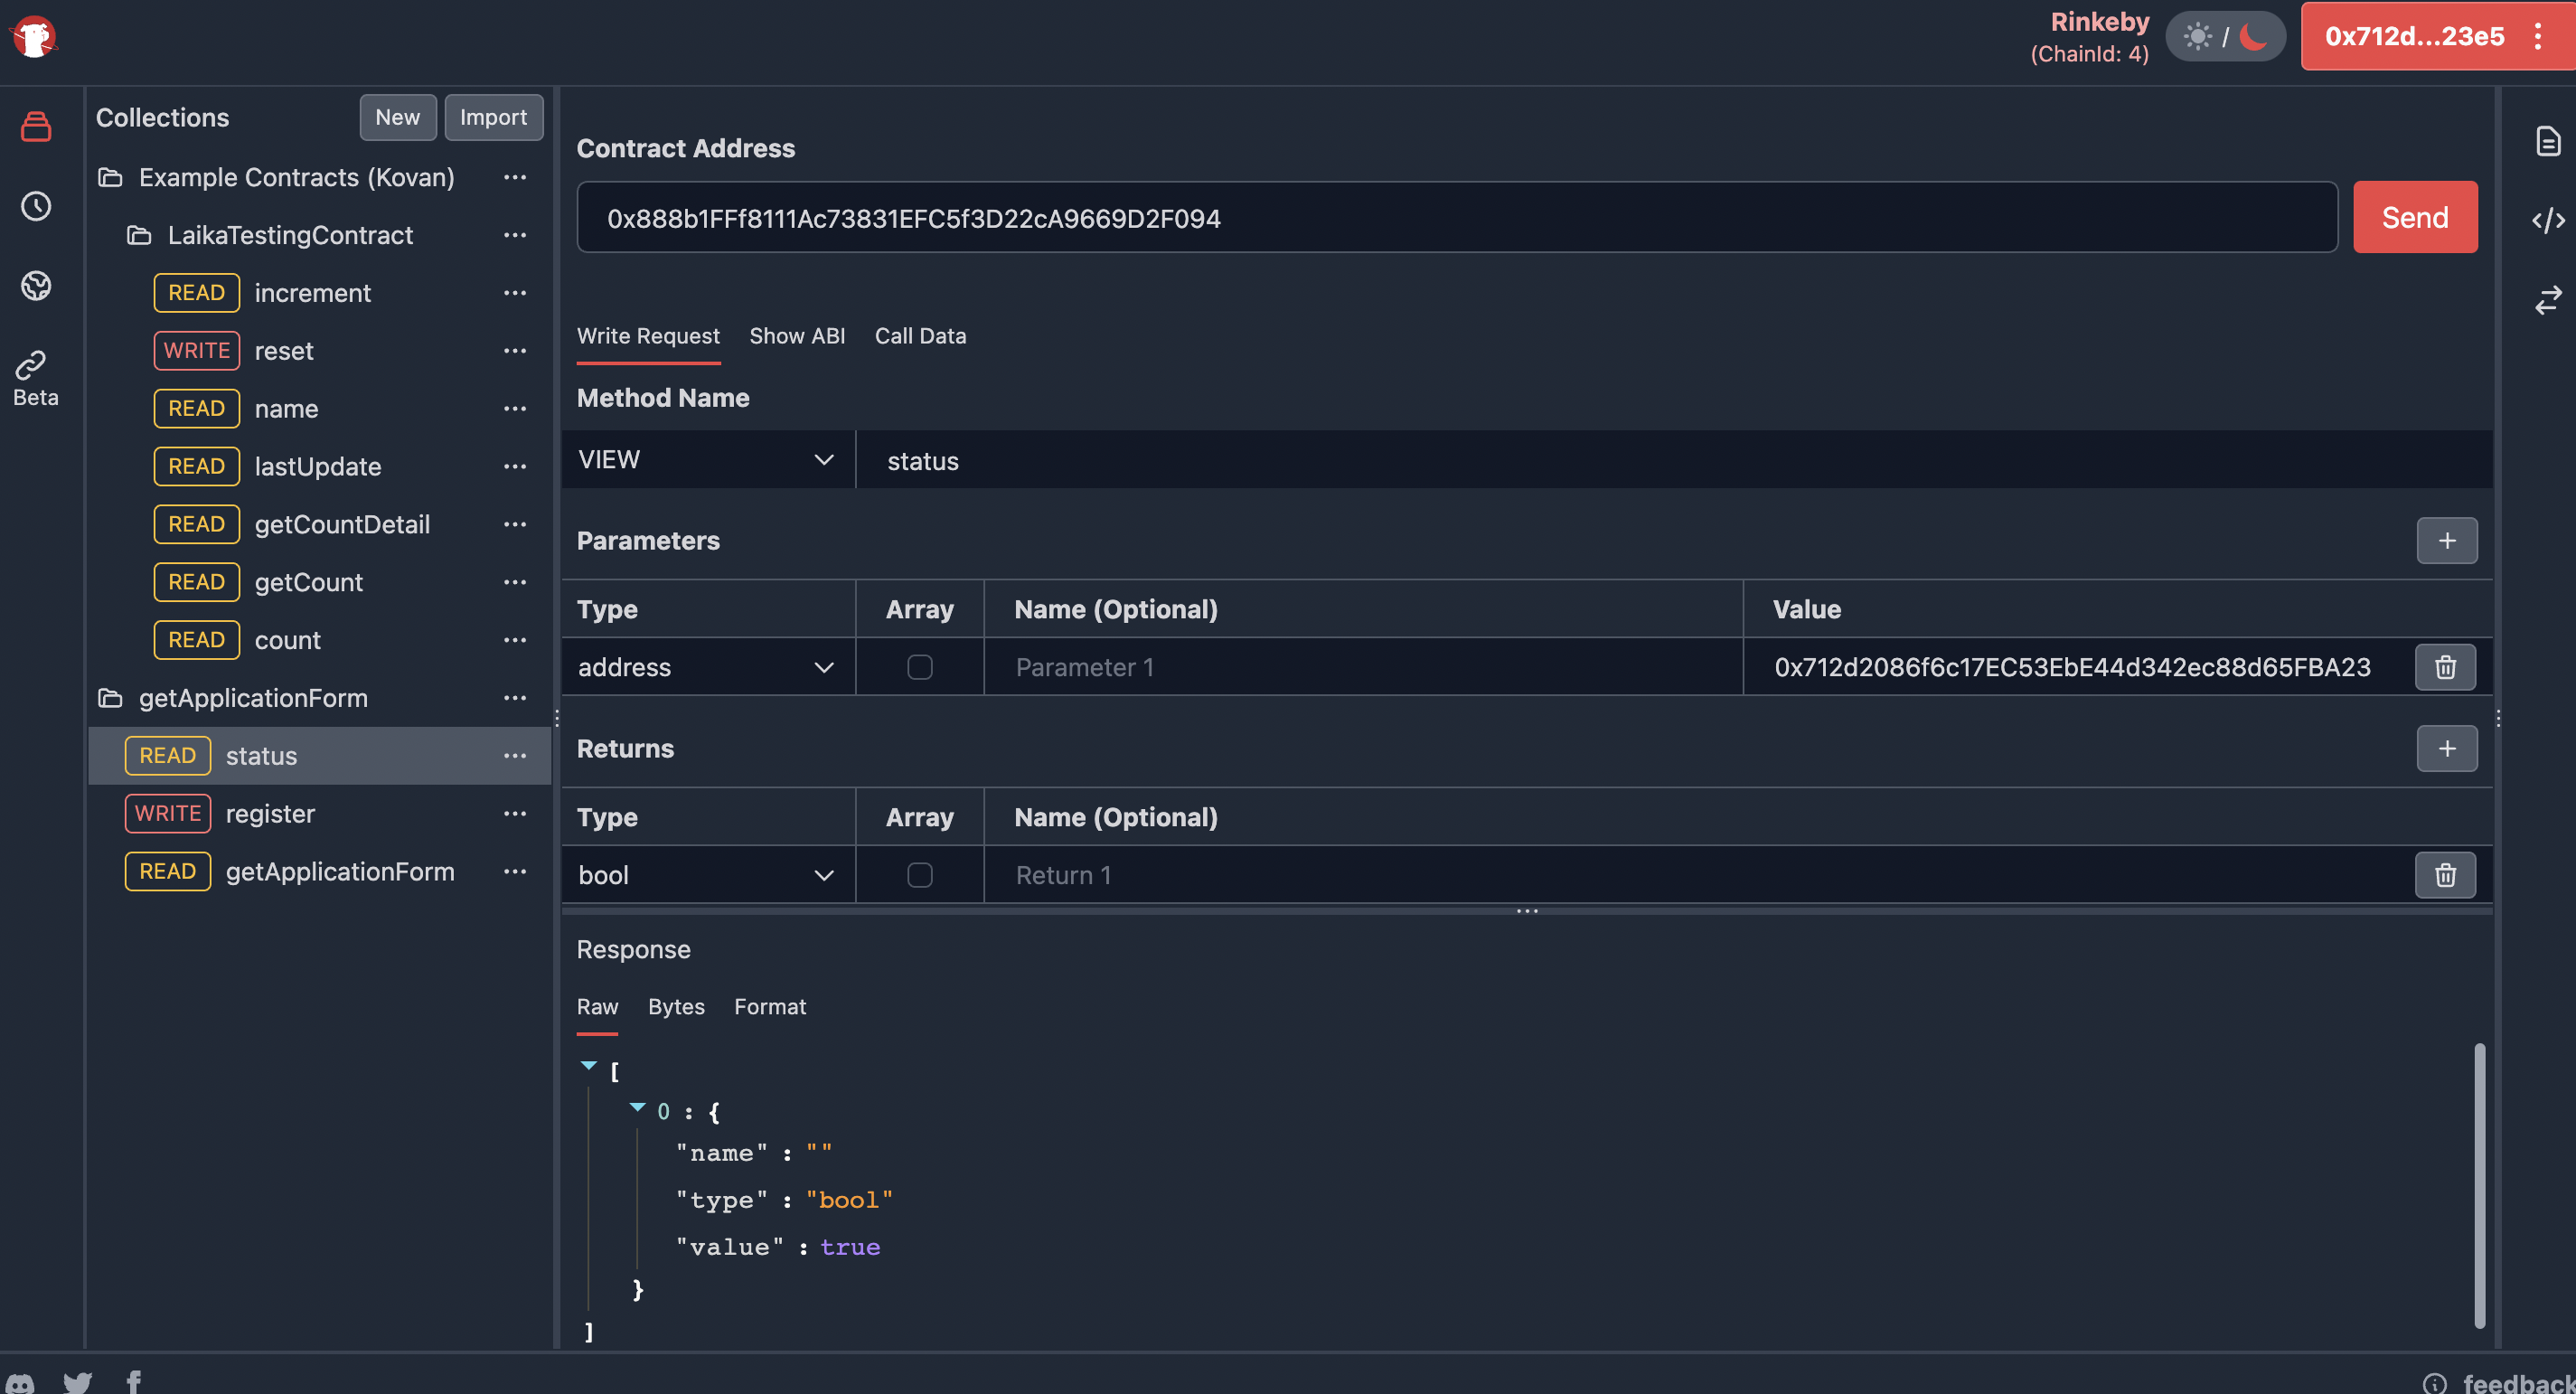 Rinkeby
(ChainId: 4)
/
0x712d...23e5
Beta
Collections
New
Import
Example Contracts (Kovan)
LaikaTestingContract
READ increment
WRITE reset
READ name
READ lastUpdate
READ getCountDetail
READ getCount
READ count
getApplicationForm
READ status
WRITE register
READ getApplicationForm
Contract Address
0x888b1FFf8111Ac73831EFC5f3D22cA9669D2F094
Send
Write Request Show ABI Call Data
Method Name
VIEW status
Parameters
+
Type Array Name (Optional) Value
address Parameter 1 0x712d2086f6c17EC53EbE44d342ec88d65FBA23
Returns
+
Type Array Name (Optional)
bool Return 1
Response
Raw Bytes Format
[
0 : {
"name" : ""
"type" : "bool"
"value" : true
}
]
feedback